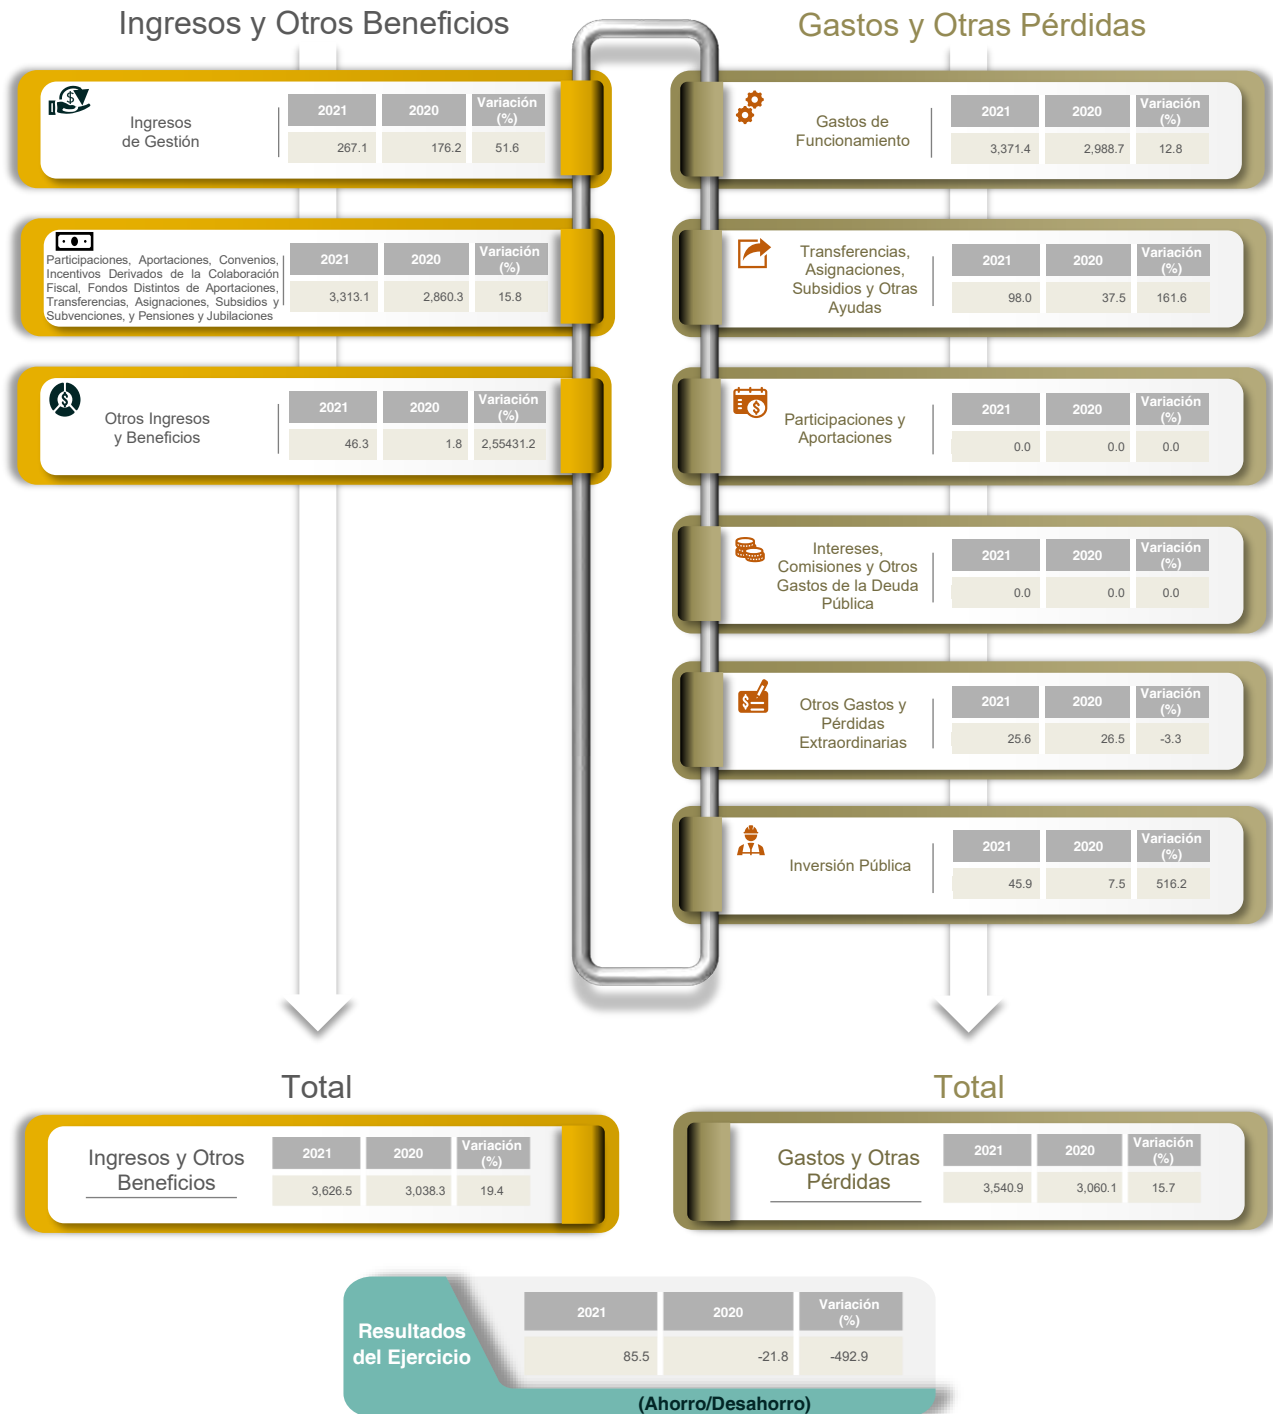 Ingresos y Otros Beneficios
Ingresos
de Gestión
2021 2020 Variación
(%)
267.1 176.2 51.6
Participaciones, Aportaciones, Convenios,
Incentivos Derivados de la Colaboración
Fiscal, Fondos Distintos de Aportaciones,
Transferencias, Asignaciones, Subsidios y
Subvenciones, y Pensiones y Jubilaciones
2021 2020 Variación
(%)
3,313.1 2,860.3 15.8
Otros Ingresos
y Beneficios
2021 2020 Variación
(%)
46.3 1.8 2,55431.2
Gastos y Otras Pérdidas
Gastos de
Funcionamiento
2021 2020 Variación
(%)
3,371.4 2,988.7 12.8
Transferencias,
Asignaciones,
Subsidios y Otras
Ayudas
2021 2020 Variación
(%)
98.0 37.5 161.6
Participaciones y
Aportaciones
2021 2020 Variación
(%)
0.0 0.0 0.0
Intereses,
Comisiones y Otros
Gastos de la Deuda
Pública
2021 2020 Variación
(%)
0.0 0.0 0.0
Otros Gastos y
Pérdidas
Extraordinarias
2021 2020 Variación
(%)
25.6 26.5 -3.3
Inversión Pública
2021 2020 Variación
(%)
45.9 7.5 516.2
Total
Ingresos y Otros
Beneficios
2021 2020 Variación
(%)
3,626.5 3,038.3 19.4
Total
Gastos y Otras
Pérdidas
2021 2020 Variación
(%)
3,540.9 3,060.1 15.7
Resultados
del Ejercicio
2021 2020 Variación
(%)
85.5 -21.8 -492.9
(Ahorro/Desahorro)